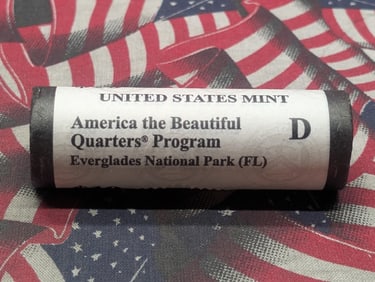 UNITED STATES MINT
America the Beautiful
Quarters® Program
D
Everglades National Park (FL)